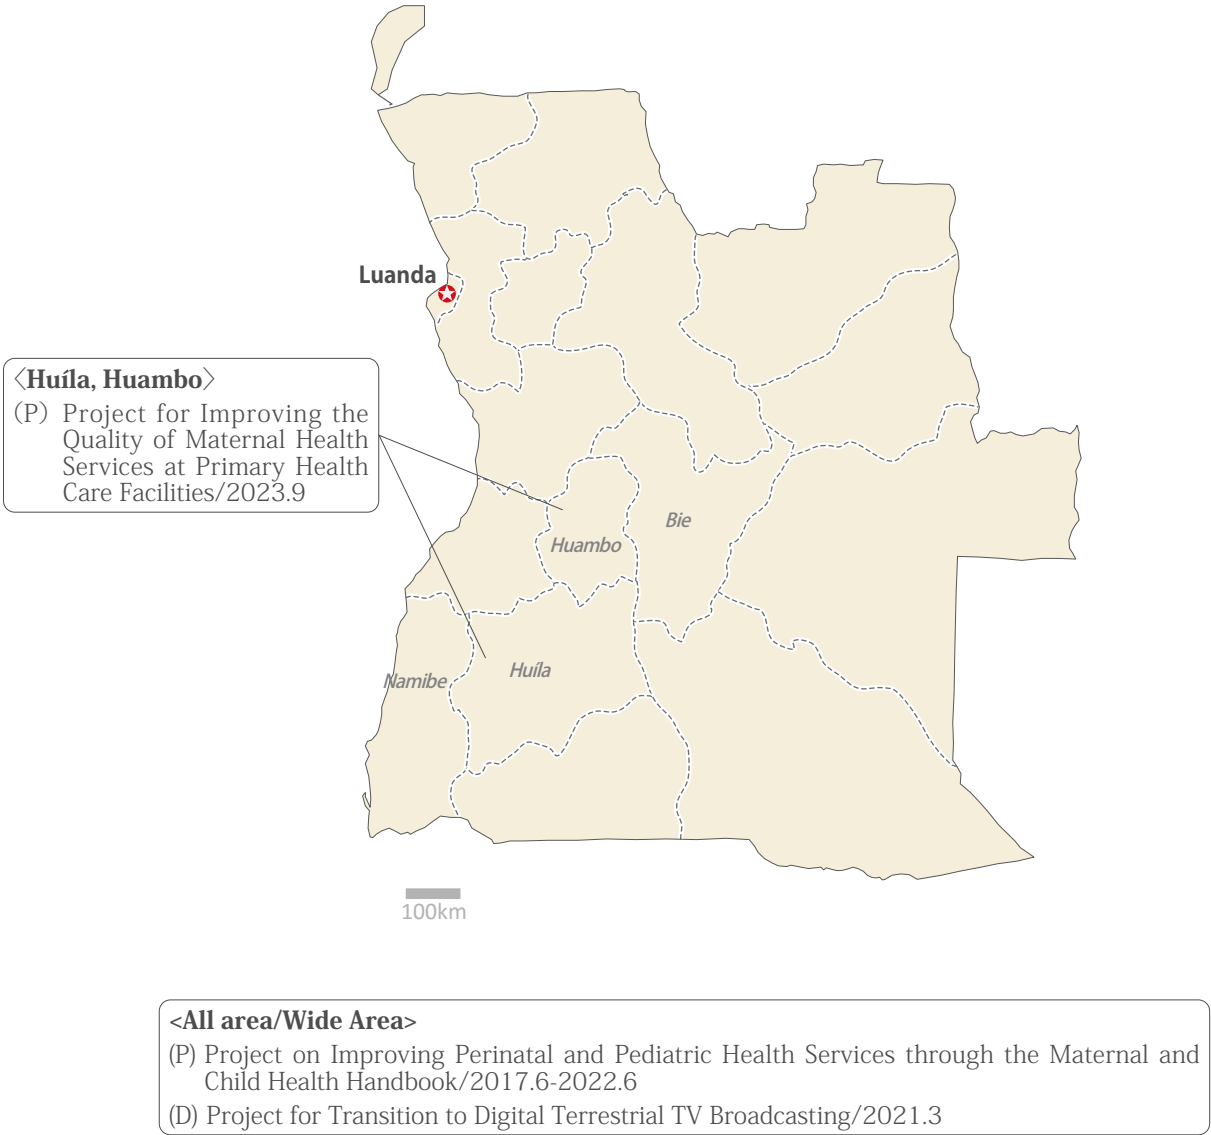 Luanda
〈Huíla, Huambo〉
(P) Project for Improving the
Quality of Maternal Health
Services at Primary Health
Care Facilities/2023.9
Bie
Huambo
Huíla
Namibe
100km
<All area/Wide Area>
(P) Project on Improving Perinatal and Pediatric Health Services through the Maternal and
Child Health Handbook/2017.6-2022.6
(D) Project for Transition to Digital Terrestrial TV Broadcasting/2021.3